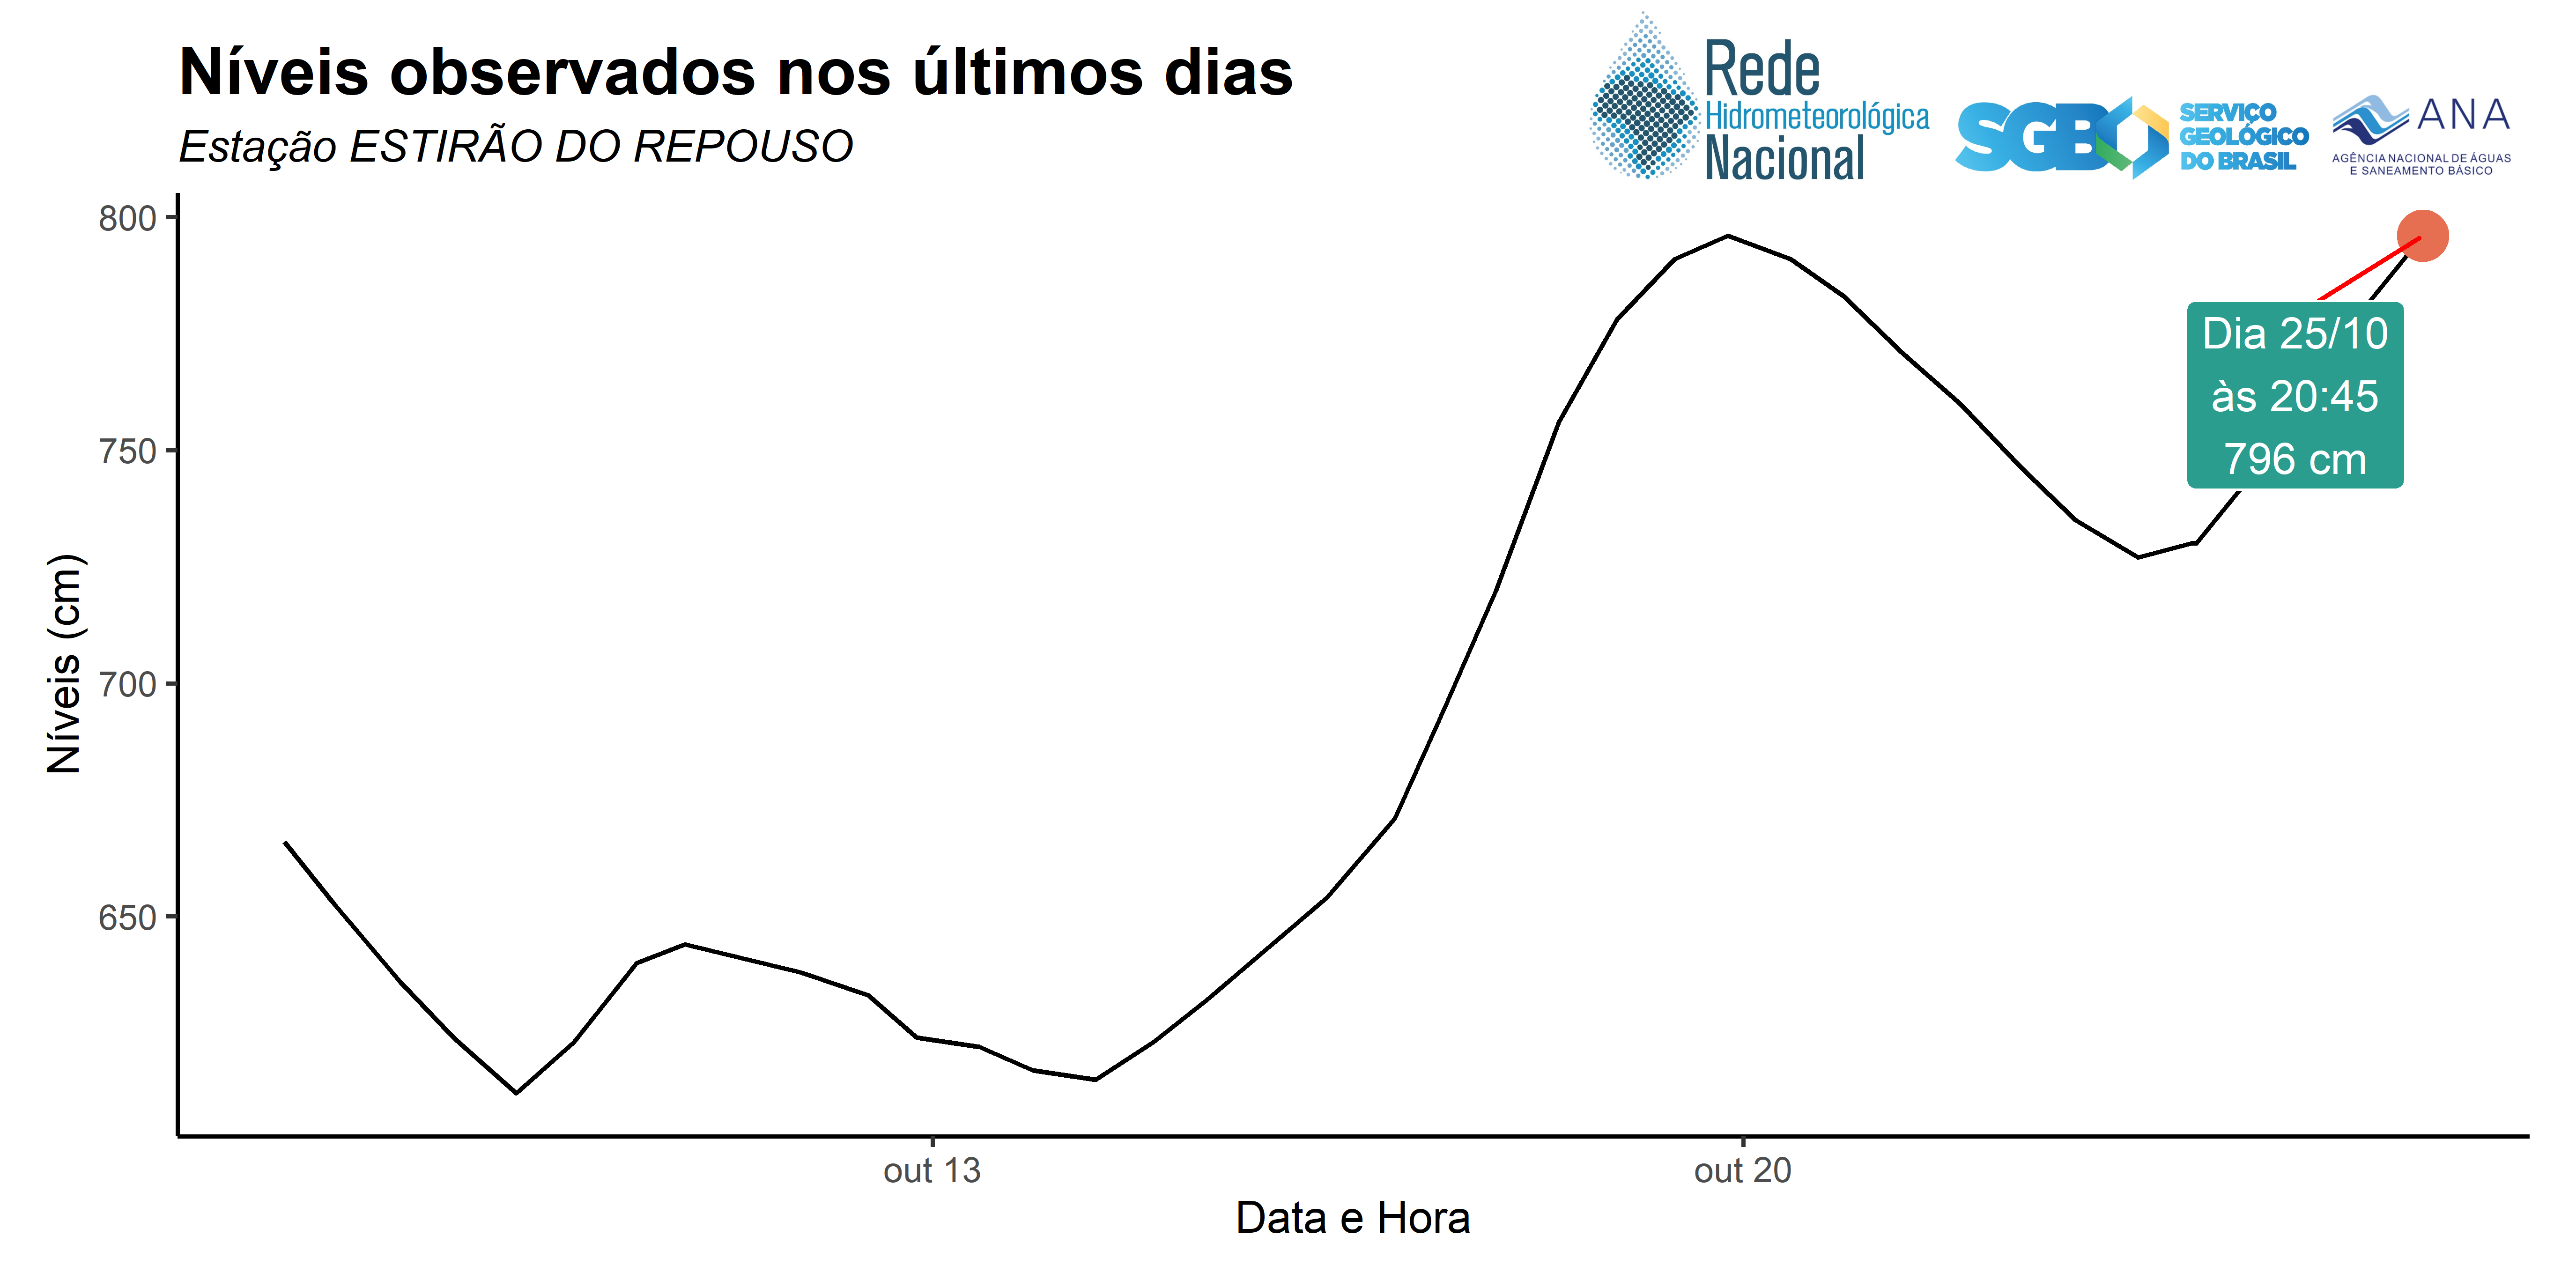 Níveis observados nos últimos dias
Estação ESTIRÃO DO REPOUSO
Rede
Hidrometeorológica
Nacional
SGB
SERVIÇO
GEOLÓGICO
DO BRASIL
ANA
AGÊNCIA NACIONAL DE ÁGUAS
E SANEAMENTO BÁSICO
800
750
700
650
Níveis (cm)
Dia 25/10
às 20:45
796 cm
out 13
out 20
Data e Hora